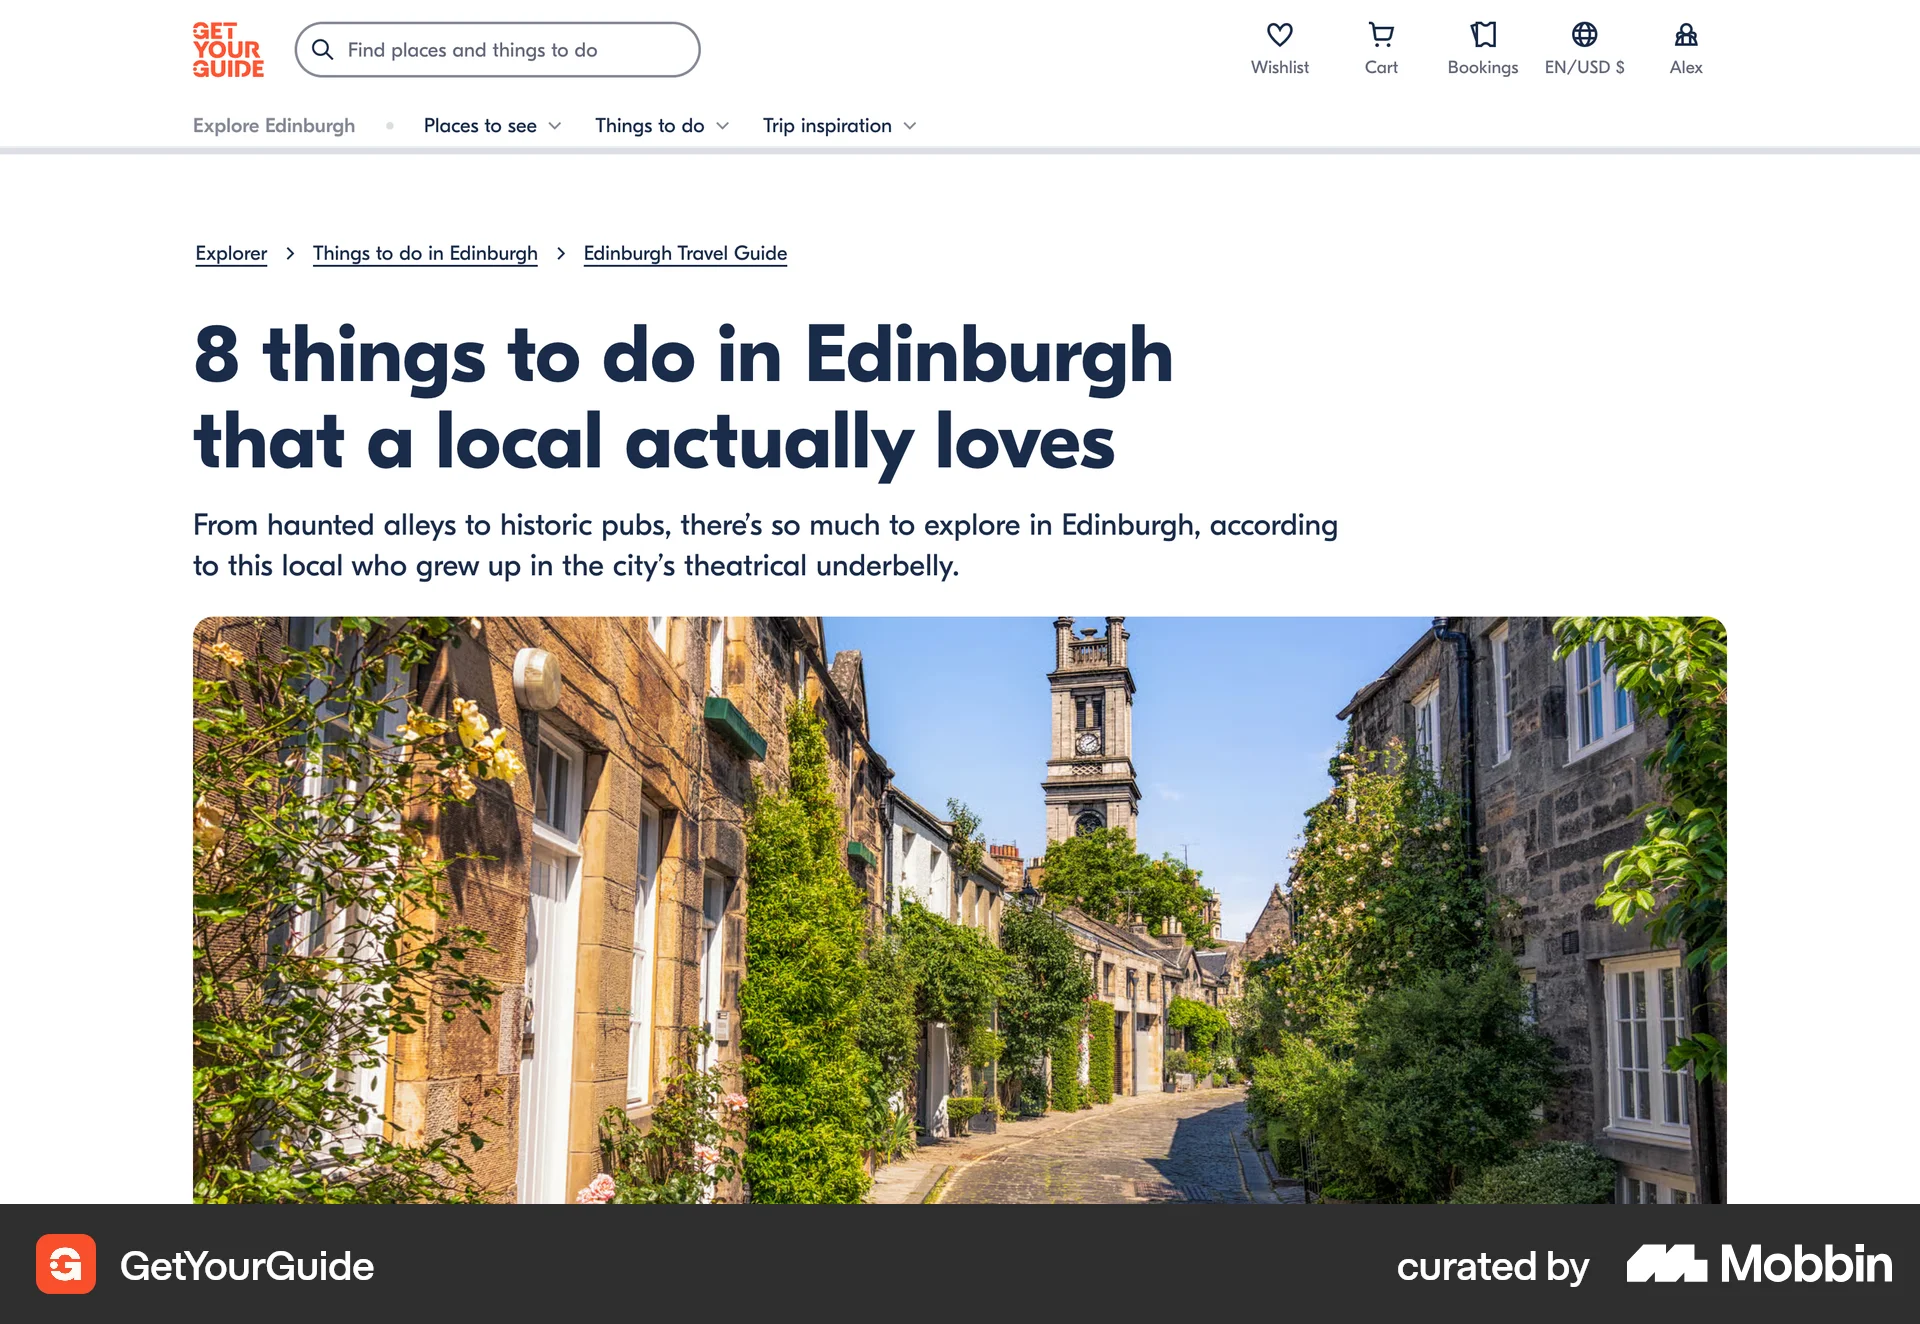 GET
YOUR
GUIDE
Find places and things to do
Wishlist
Cart
Bookings
EN/USD $
Alex
Explore Edinburgh
Places to see
Things to do
Trip inspiration
Explorer
Things to do in Edinburgh
Edinburgh Travel Guide
8 things to do in Edinburgh
that a local actually loves
From haunted alleys to historic pubs, there’s so much to explore in Edinburgh, according
to this local who grew up in the city’s theatrical underbelly.
G GetYourGuide
curated by Mobbin